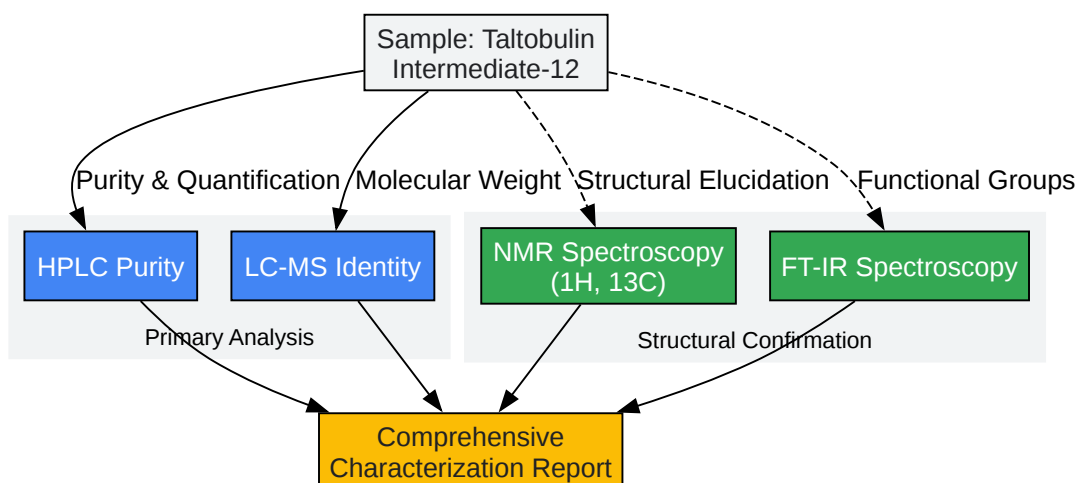 Sample: Taltobulin
Intermediate-12
Purity & Quantification
Molecular Weight
Structural Elucidation
Functional Groups
HPLC Purity
LC-MS Identity
NMR Spectroscopy
(1H, 13C)
FT-IR Spectroscopy
Primary Analysis
Structural Confirmation
Comprehensive
Characterization Report